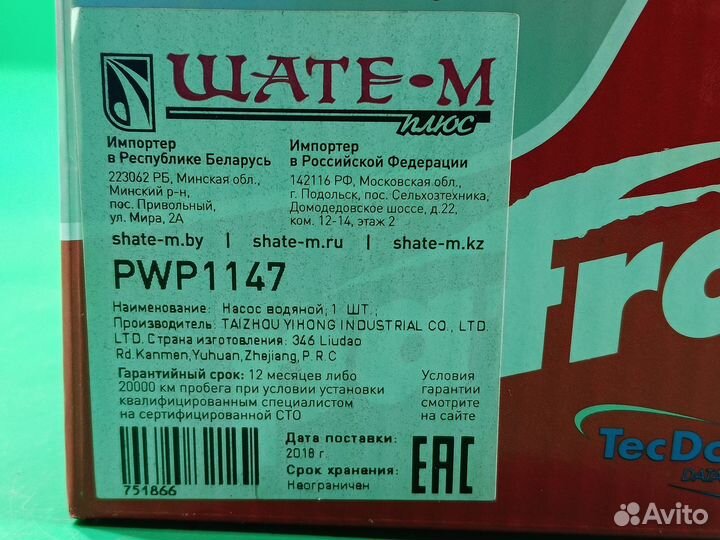 ШАТЕ-М
плюс
Импортер
в Республике Беларусь
223062 РБ, Минская обл.,
Минский р-н,
пос. Привольный,
ул. Мира, 2А
Импортер
в Российской Федерации
142116 РФ, Московская обл.,
г. Подольск, пос. Сельхозтехника,
Домодедовское шоссе, д.22,
ком. 12-14, этаж 2
shate-m.by | shate-m.ru | shate-m.kz
PWP1147
Наименование: Насос водяной; 1 ШТ.;
Производитель: TAIZHOU YIHONG INDUSTRIAL CO., LTD.
LTD. Страна изготовления: 346 Liudao
Rd.Kanmen,Yuhuan,Zhejiang,P.R.C
Гарантийный срок: 12 месяцев либо
20000 км пробега при условии установки
квалифицированным специалистом
на сертифицированной СТО
Условия
гарантии
смотрите
на сайте
751866
Дата поставки:
2018 г.
Срок хранения:
Неограничен
EAC
fr
TecDo
DATA
Avito